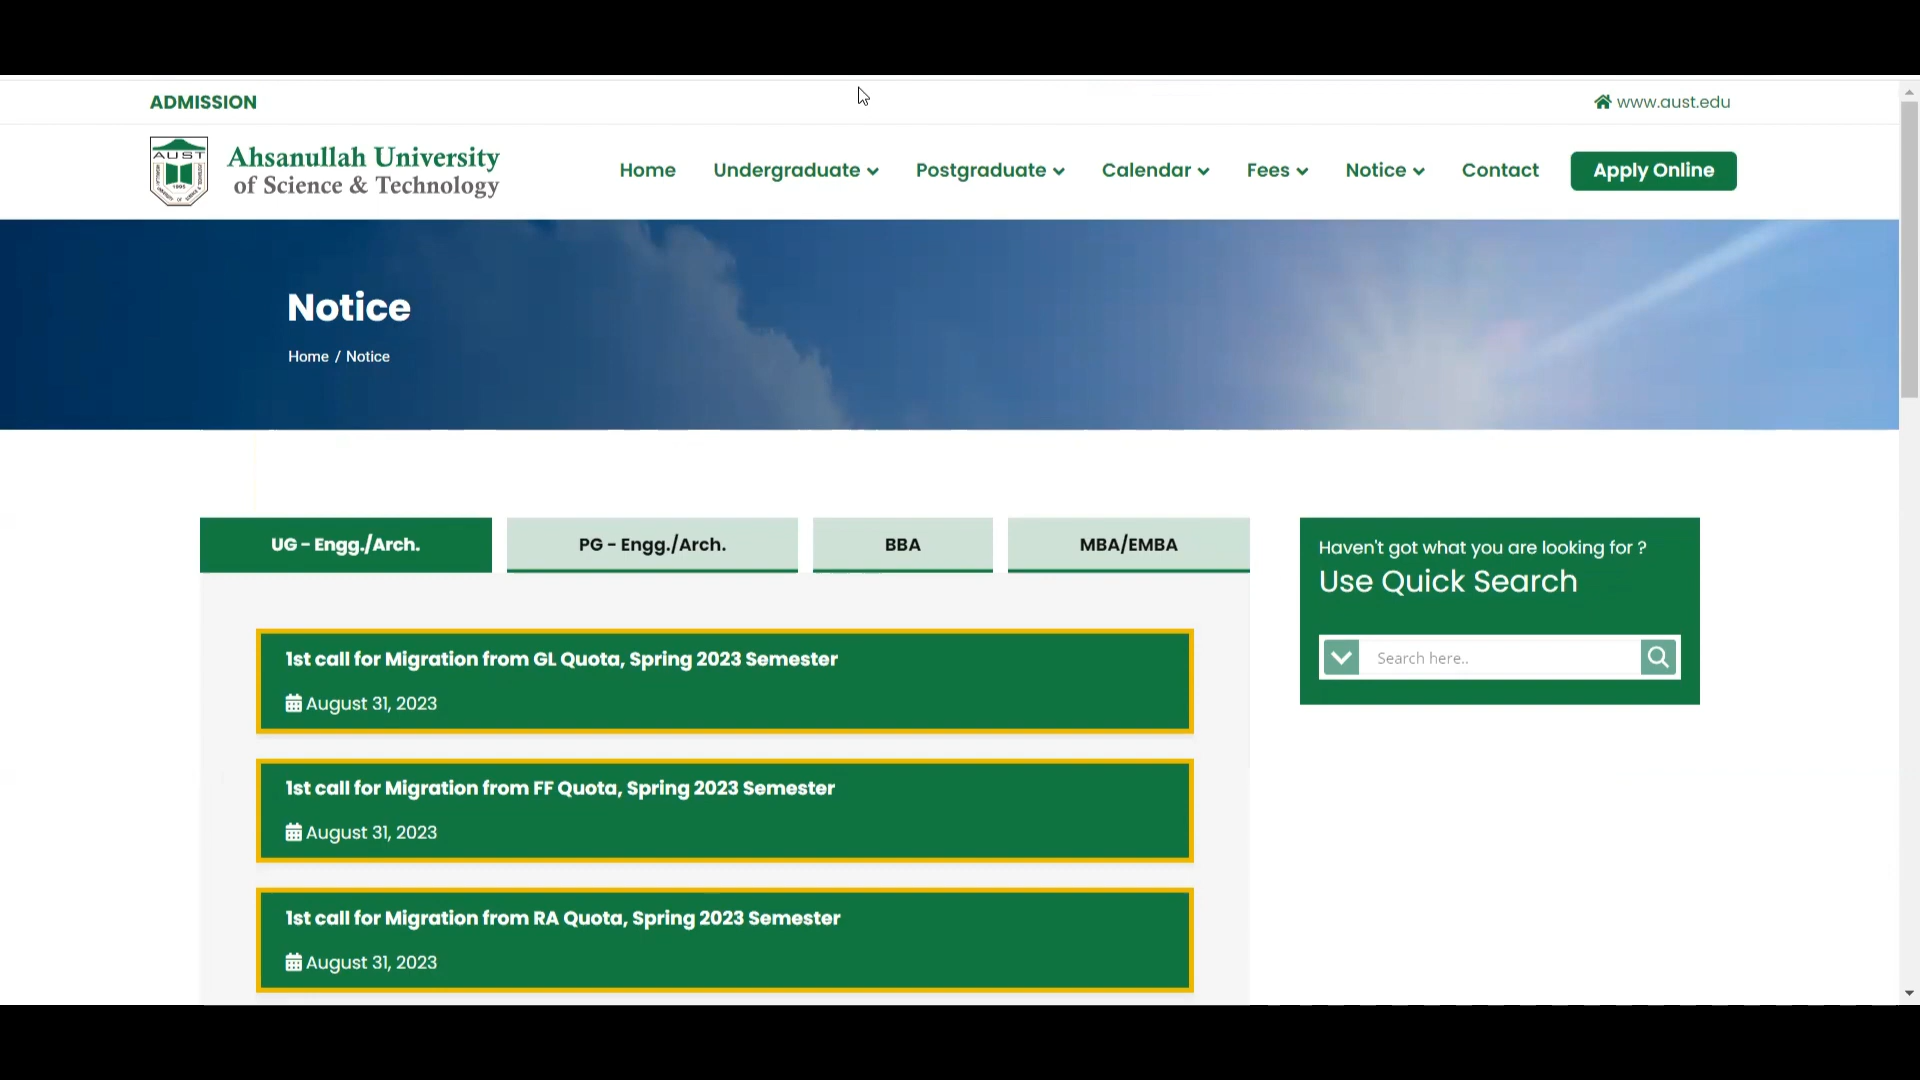 ADMISSION
www.aust.edu
AUST
1995
Ahsanullah University
of Science & Technology
Home
Undergraduate
Postgraduate
Calendar
Fees
Notice
Contact
Apply Online
Notice
Home / Notice
UG - Engg./Arch.
PG - Engg./Arch.
BBA
MBA/EMBA
Haven't got what you are looking for ?
Use Quick Search
Search here..
1st call for Migration from GL Quota, Spring 2023 Semester
August 31, 2023
1st call for Migration from FF Quota, Spring 2023 Semester
August 31, 2023
1st call for Migration from RA Quota, Spring 2023 Semester
August 31, 2023